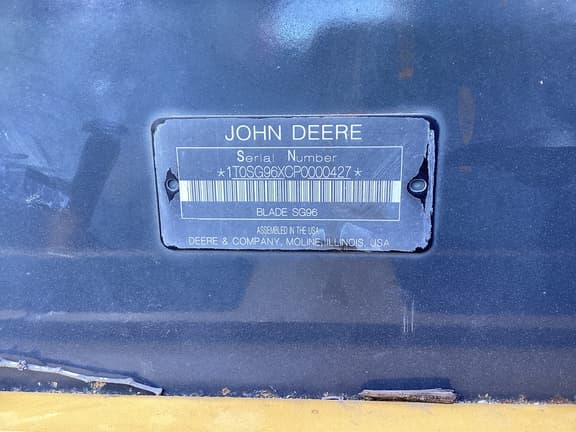 JOHN DEERE
Serial Number
*1T0SG96XCP0000427*
BLADE SG96
ASSEMBLED IN THE USA
DEERE & COMPANY, MOLINE, ILLINOIS, USA